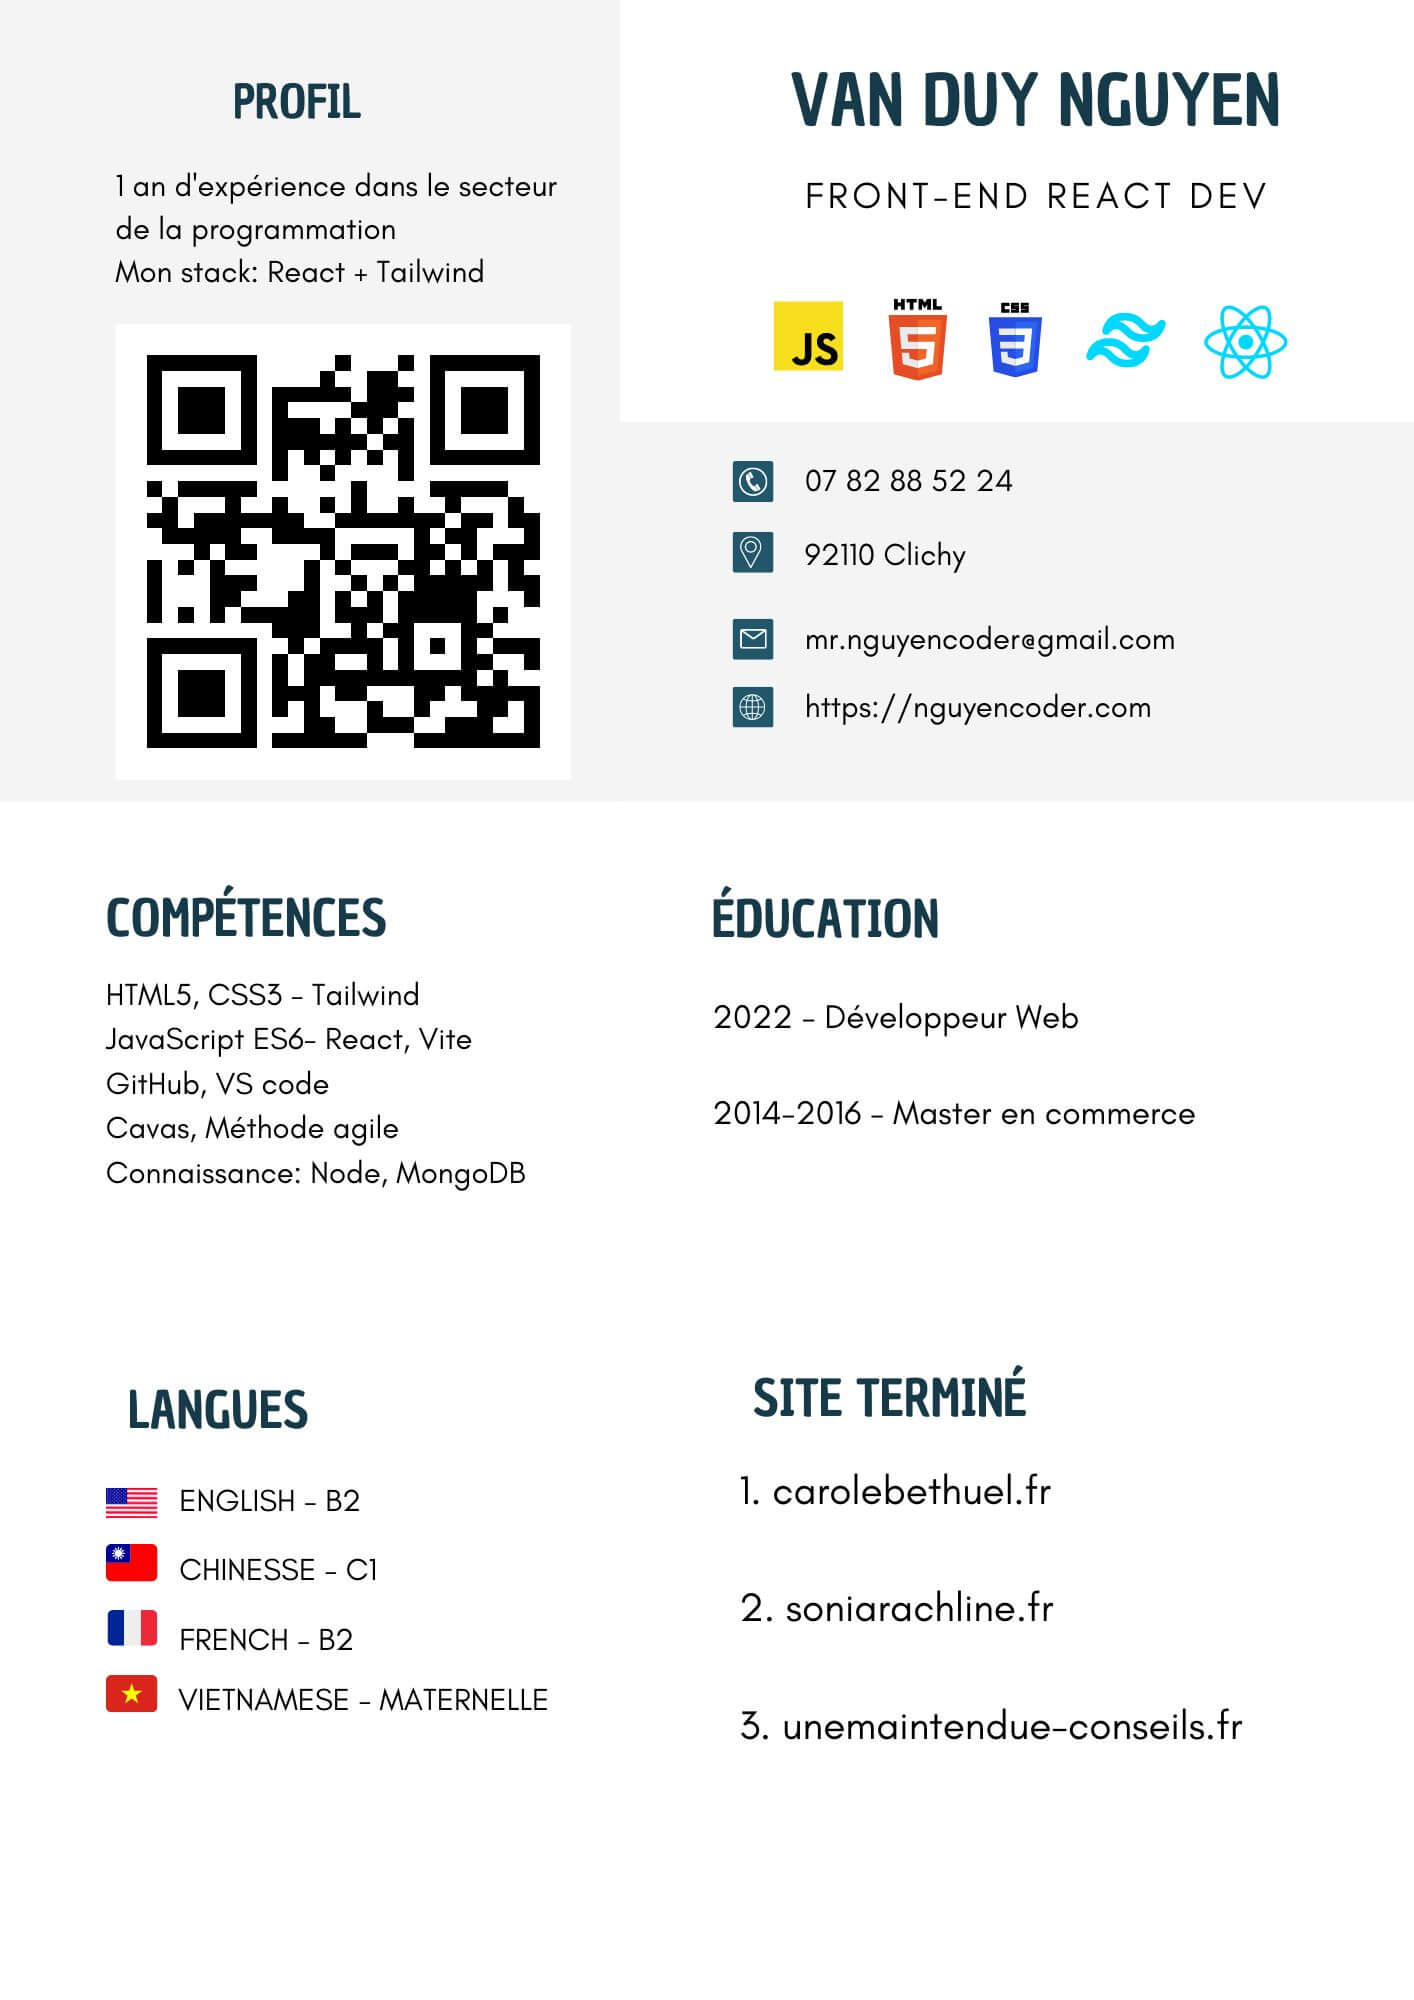 PROFIL
1 an d'expérience dans le secteur
de la programmation
Mon stack: React + Tailwind
VAN DUY NGUYEN
FRONT-END REACT DEV
JS
HTML
5
CSS
3
07 82 88 52 24
92110 Clichy
mr.nguyencoder@gmail.com
https://nguyencoder.com
COMPÉTENCES
HTML5, CSS3 - Tailwind
JavaScript ES6- React, Vite
GitHub, VS code
Cavas, Méthode agile
Connaissance: Node, MongoDB
ÉDUCATION
2022 - Développeur Web
2014-2016 - Master en commerce
LANGUES
ENGLISH - B2
CHINESSE - C1
FRENCH - B2
VIETNAMESE - MATERNELLE
SITE TERMINÉ
1. carolebethuel.fr
2. soniarachline.fr
3. unemaintendue-conseils.fr